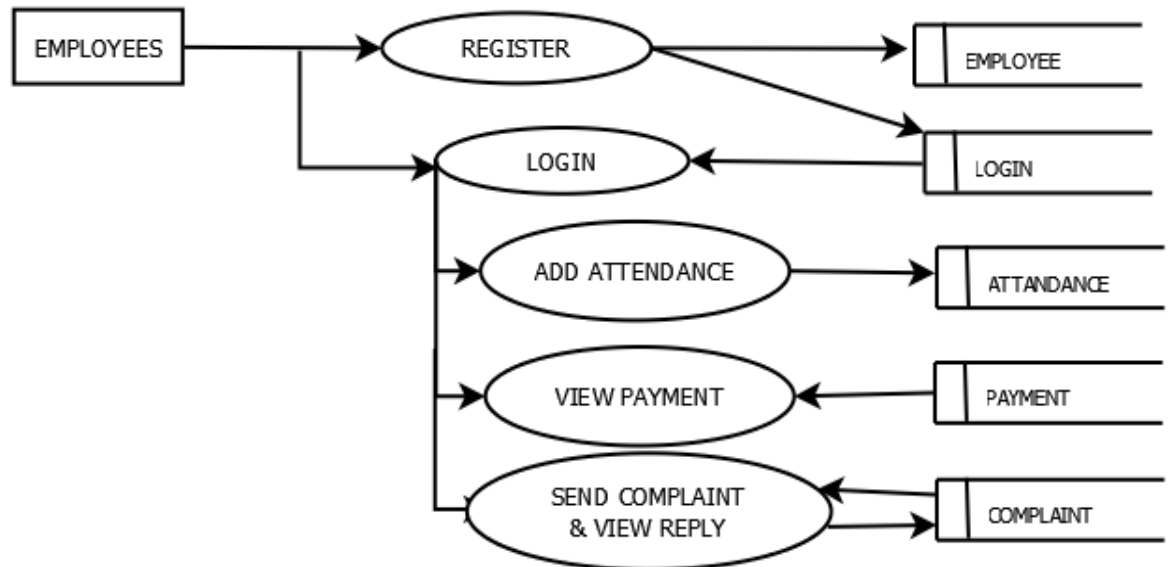 EMPLOYEES
REGISTER
EMPLOYEE
LOGIN
LOGIN
ADD ATTENDANCE
ATTANDANCE
VIEW PAYMENT
PAYMENT
SEND COMPLAINT
& VIEW REPLY
COMPLAINT